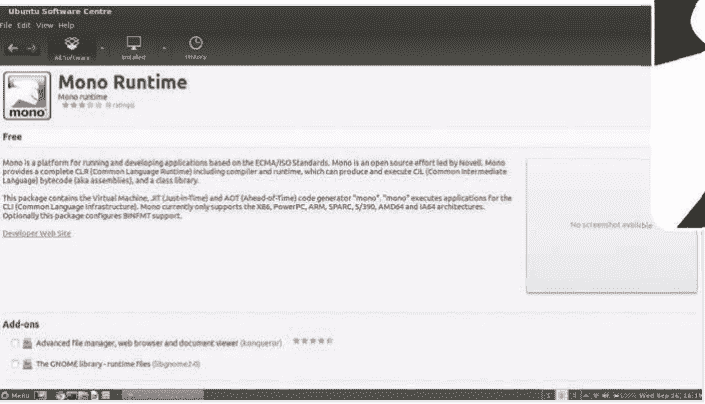 Ubuntu Software Centre
File Edit View Help
All Software Installed History
Mono Runtime
Mono runtime
mono
Free
Mono is a platform for running and developing applications based on the ECMA/ISO Standards. Mono is an open source effort led by Novell. Mono
provides a complete CLR (Common Language Runtime) including compiler and runtime, which can produce and execute CIL (Common Intermediate
Language) bytecode (aka assemblies), and a class library.
This package contains the Virtual Machine, JIT (Just-in-Time) and AOT (Ahead-of-Time) code generator "mono". "mono" executes applications for the
CLI (Common Language Infrastructure). Mono currently only supports the X86, PowerPC, ARM, SPARC, S/390, AMD64 and IA64 architectures.
Optionally this package configures BINFMT support.
Developer Web Site
No screenshot available
Add-ons
Advanced file manager, web browser and document viewer (konqueror)
The GNOME library - runtime files (libgnome2-0)
Menu
Wed Sep